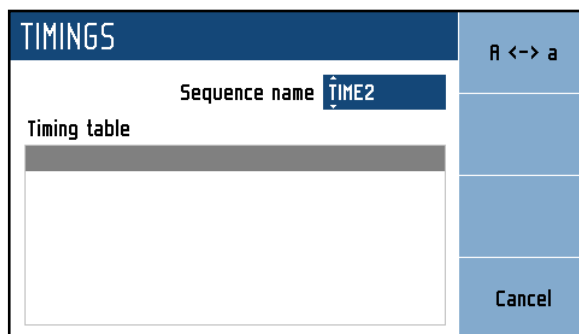 TIMINGS
A <-> a
Sequence name TIME2
Timing table
Cancel